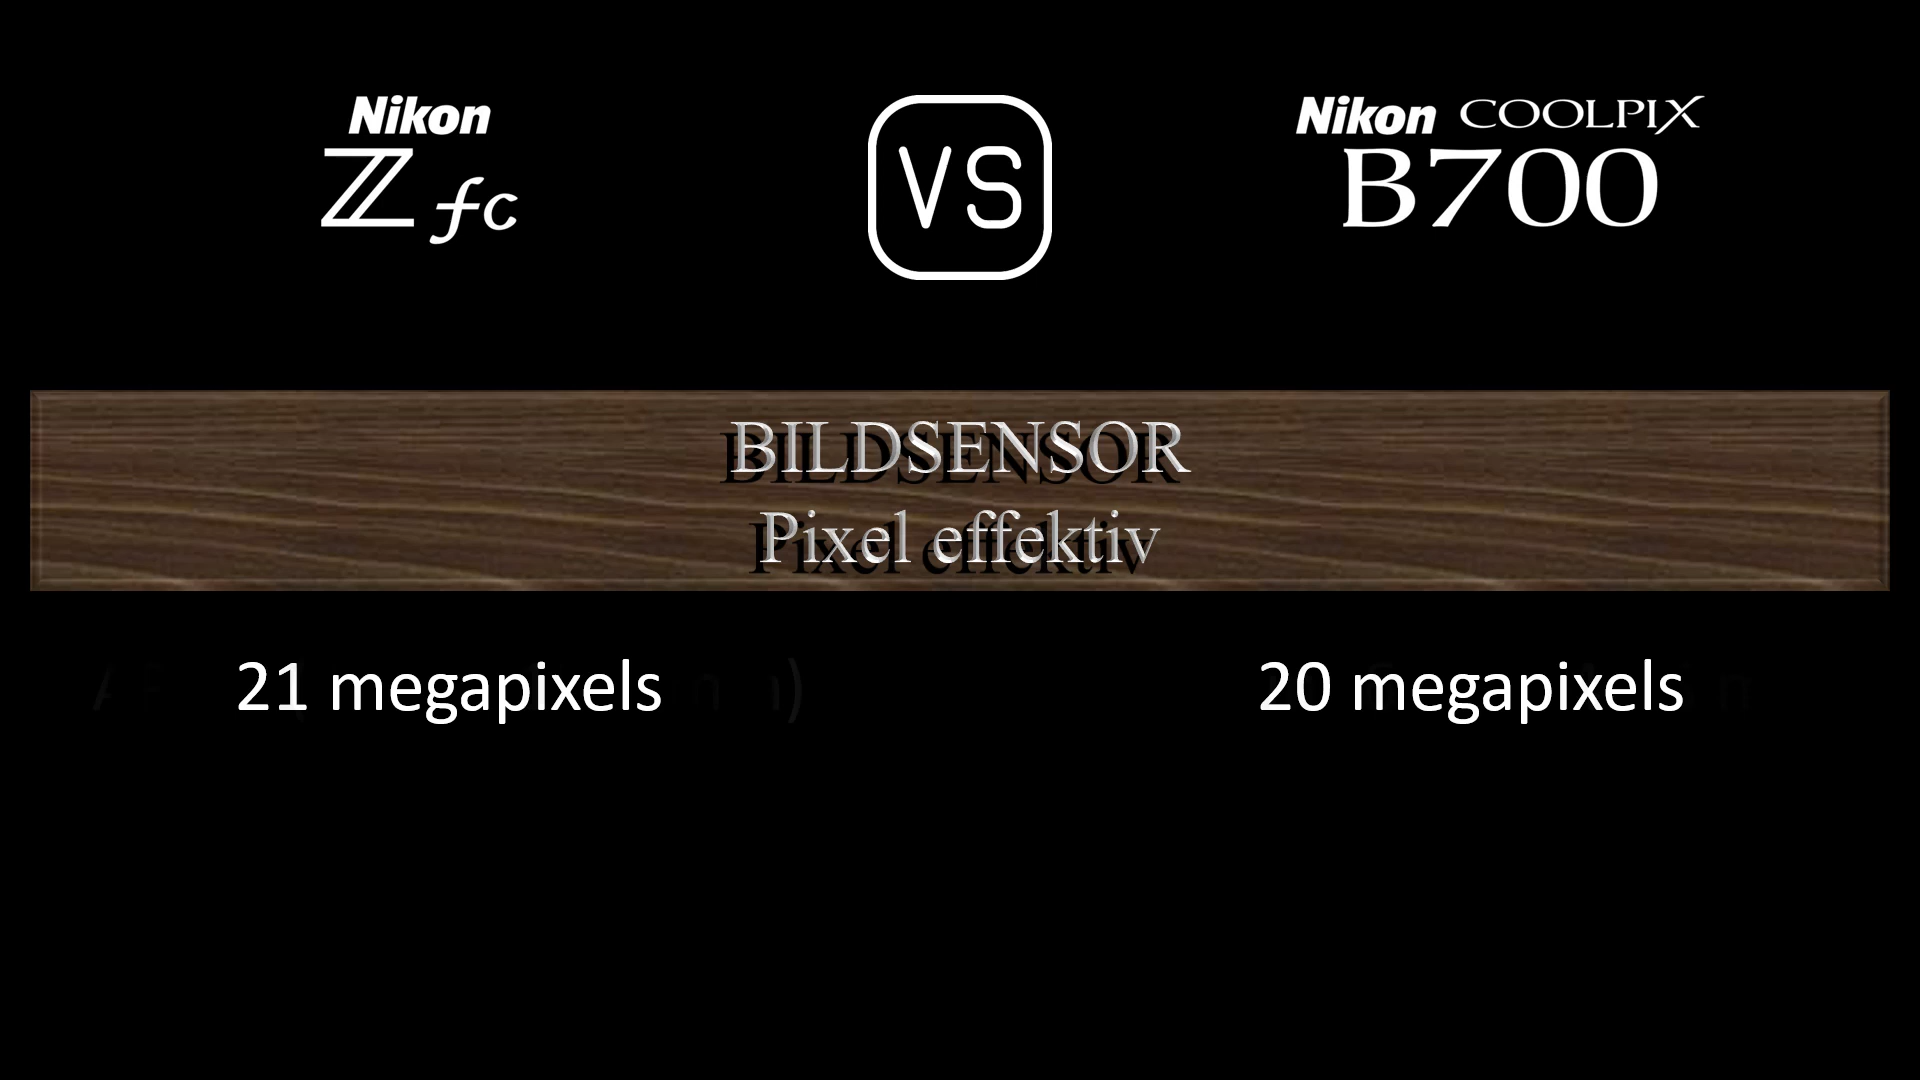 Nikon
Z fc
VS
Nikon COOLPIX
B700
BILDSENSOR
Pixel effektiv
21 megapixels
20 megapixels